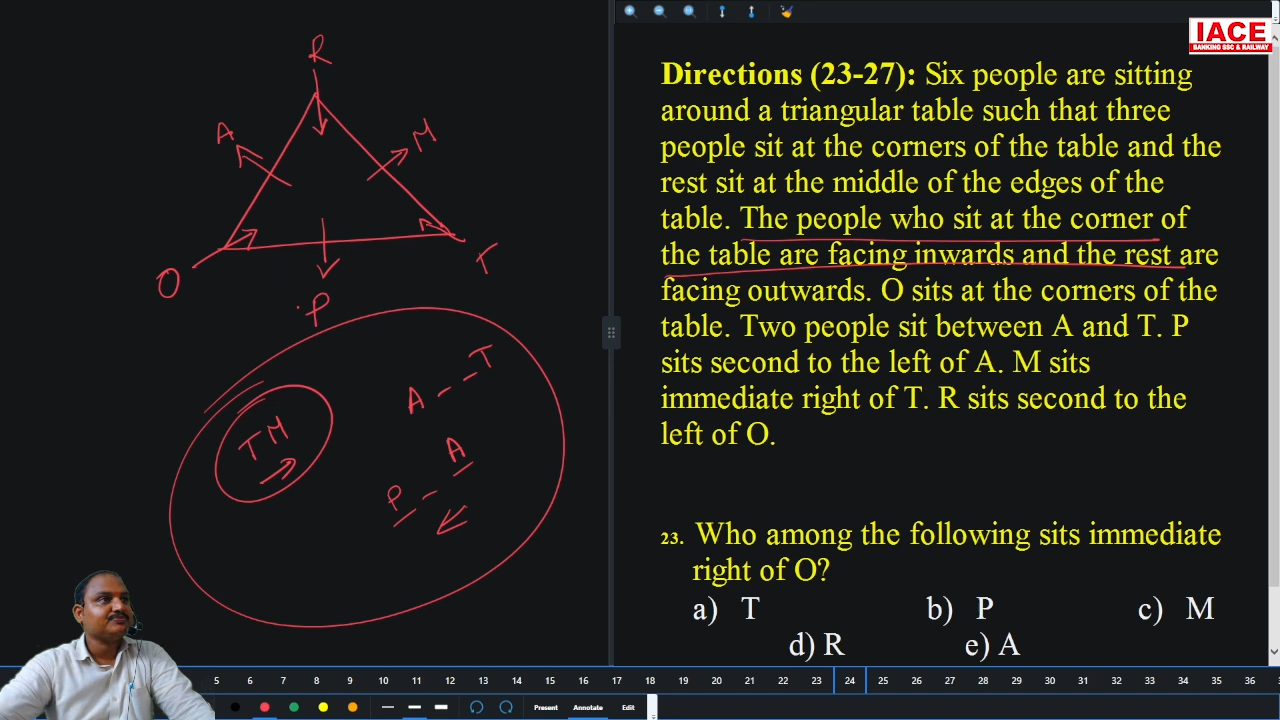 IACE
BANKING SSC & RAILWAY
Directions (23-27): Six people are sitting
around a triangular table such that three
people sit at the corners of the table and the
rest sit at the middle of the edges of the
table. The people who sit at the corner of
the table are facing inwards and the rest are
facing outwards. O sits at the corners of the
table. Two people sit between A and T. P
sits second to the left of A. M sits
immediate right of T. R sits second to the
left of O.
23. Who among the following sits immediate
right of O?
a) T b) P c) M
d) R e) A
R
A
M
O
T
P
A - - T
T M
A
P -
5 6 7 8 9 10 11 12 13 14 15 16 17 18 19 20 21 22 23 24 25 26 27 28 29 30 31 32 33 34 35 36
Present Annotate Edit